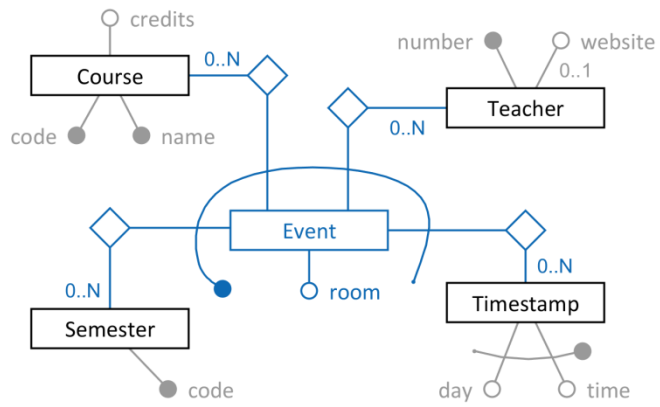 credits
0..N
Course
code
name
number
website
0..1
Teacher
0..N
Event
room
0..N
Semester
code
0..N
Timestamp
day
time